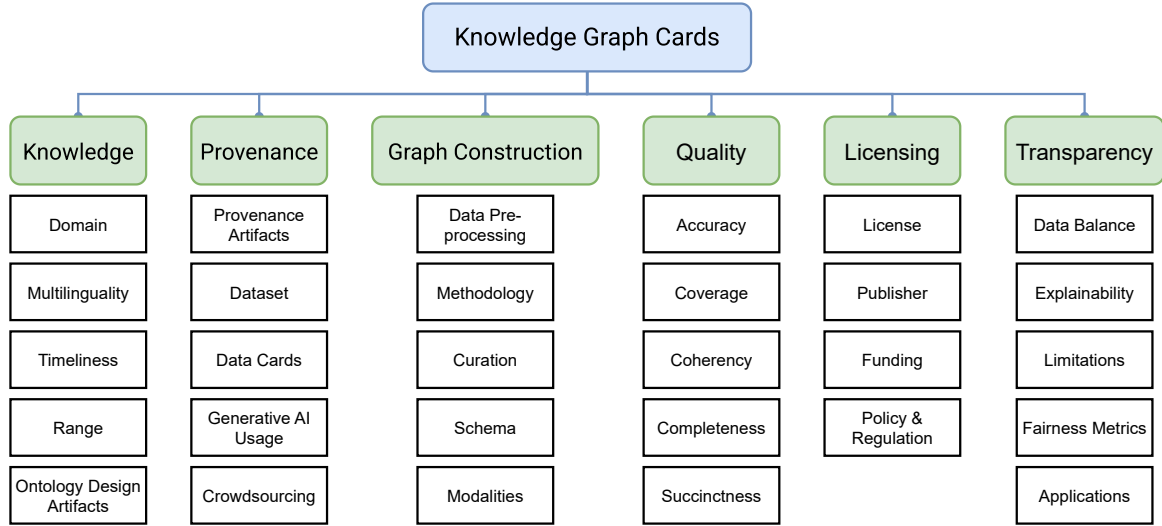 Knowledge Graph Cards
Knowledge
Provenance
Graph Construction
Quality
Licensing
Transparency
Domain
Multilinguality
Timeliness
Range
Ontology Design
Artifacts
Provenance
Artifacts
Dataset
Data Cards
Generative AI
Usage
Crowdsourcing
Data Pre-
processing
Methodology
Curation
Schema
Modalities
Accuracy
Coverage
Coherency
Completeness
Succinctness
License
Publisher
Funding
Policy &
Regulation
Data Balance
Explainability
Limitations
Fairness Metrics
Applications